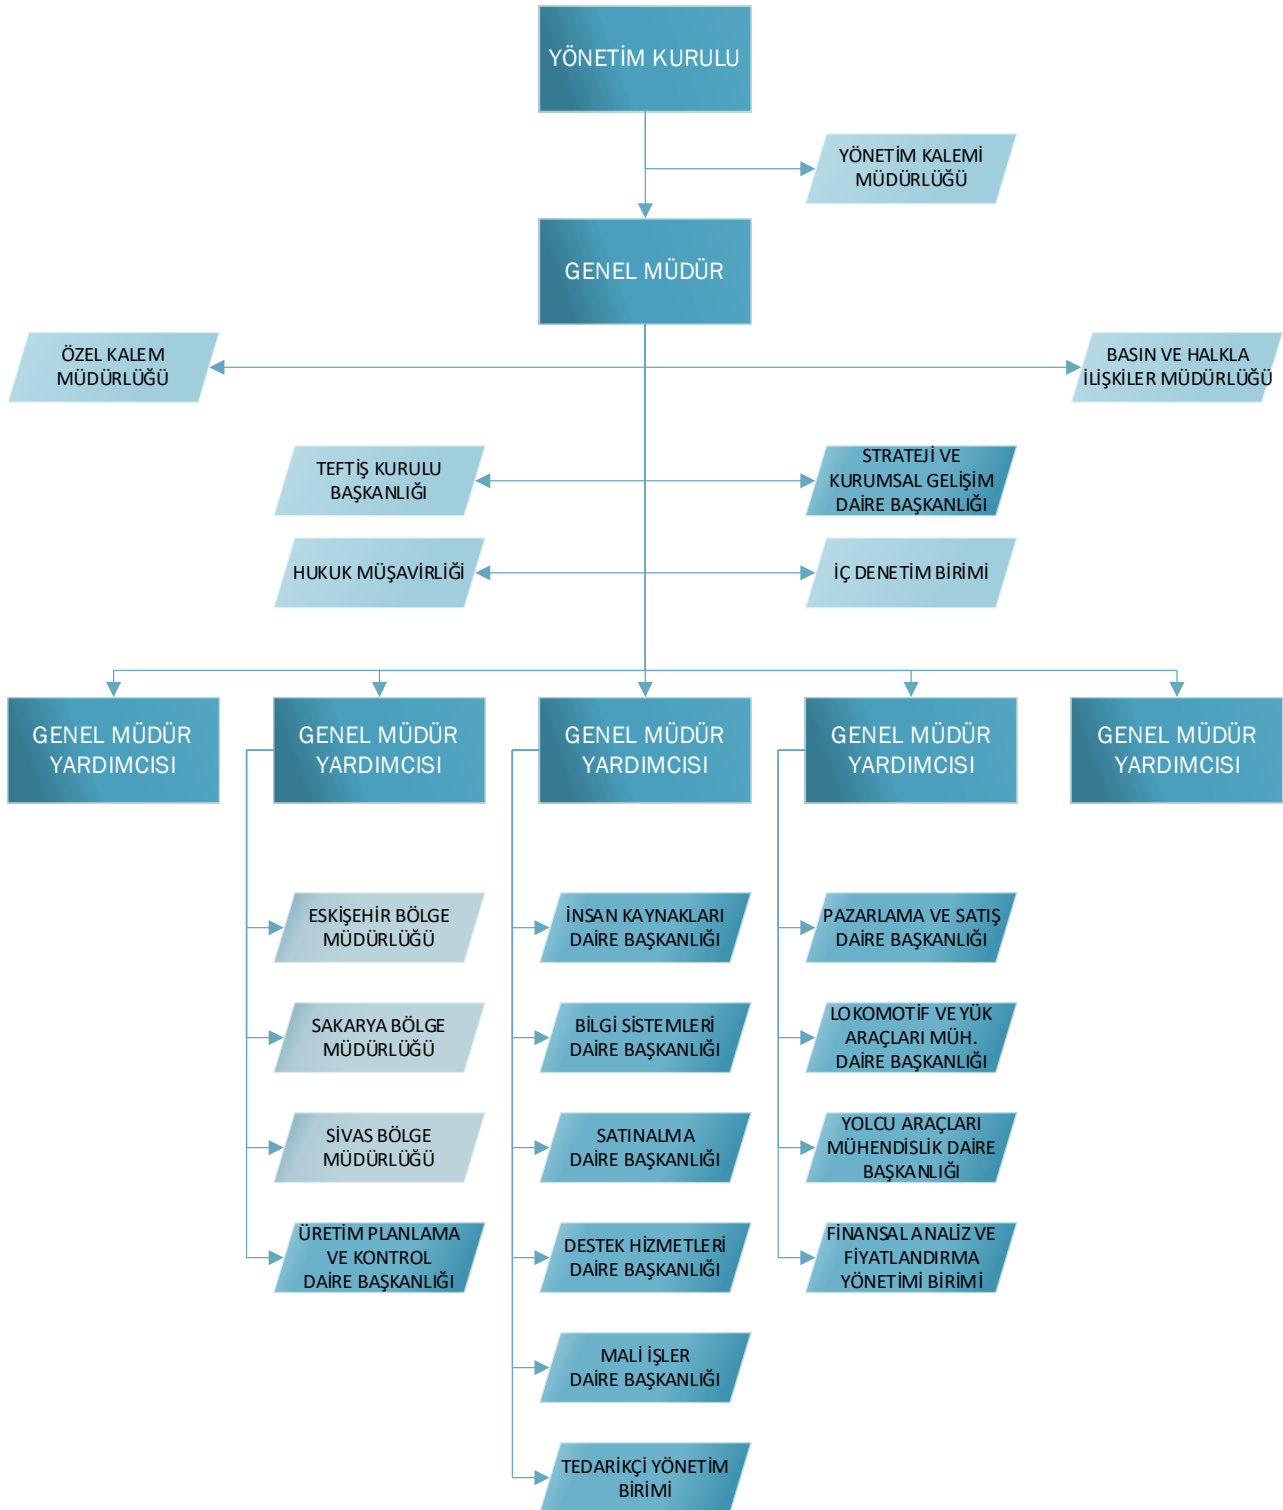 YÖNETİM KURULU
YÖNETİM KALEMİ
MÜDÜRLÜĞÜ
GENEL MÜDÜR
ÖZEL KALEM
MÜDÜRLÜĞÜ
BASIN VE HALKLA
İLİŞKİLER MÜDÜRLÜĞÜ
TEFTİŞ KURULU
BAŞKANLIĞI
STRATEJİ VE
KURUMSAL GELİŞİM
DAİRE BAŞKANLIĞI
HUKUK MÜŞAVİRLİĞİ
İÇ DENETİM BİRİMİ
GENEL MÜDÜR
YARDIMCISI
GENEL MÜDÜR
YARDIMCISI
GENEL MÜDÜR
YARDIMCISI
GENEL MÜDÜR
YARDIMCISI
GENEL MÜDÜR
YARDIMCISI
ESKİŞEHİR BÖLGE
MÜDÜRLÜĞÜ
İNSAN KAYNAKLARI
DAİRE BAŞKANLIĞI
PAZARLAMA VE SATIŞ
DAİRE BAŞKANLIĞI
SAKARYA BÖLGE
MÜDÜRLÜĞÜ
BİLGİ SİSTEMLERİ
DAİRE BAŞKANLIĞI
LOKOMOTİF VE YÜK
ARAÇLARI MÜH.
DAİRE BAŞKANLIĞI
SİVAS BÖLGE
MÜDÜRLÜĞÜ
SATINALMA
DAİRE BAŞKANLIĞI
YOLCU ARAÇLARI
MÜHENDİSLİK DAİRE
BAŞKANLIĞI
ÜRETİM PLANLAMA
VE KONTROL
DAİRE BAŞKANLIĞI
DESTEK HİZMETLERİ
DAİRE BAŞKANLIĞI
FİNANSAL ANALİZ VE
FİYATLANDIRMA
YÖNETİMİ BİRİMİ
MALİ İŞLER
DAİRE BAŞKANLIĞI
TEDARİKÇİ YÖNETİM
BİRİMİ